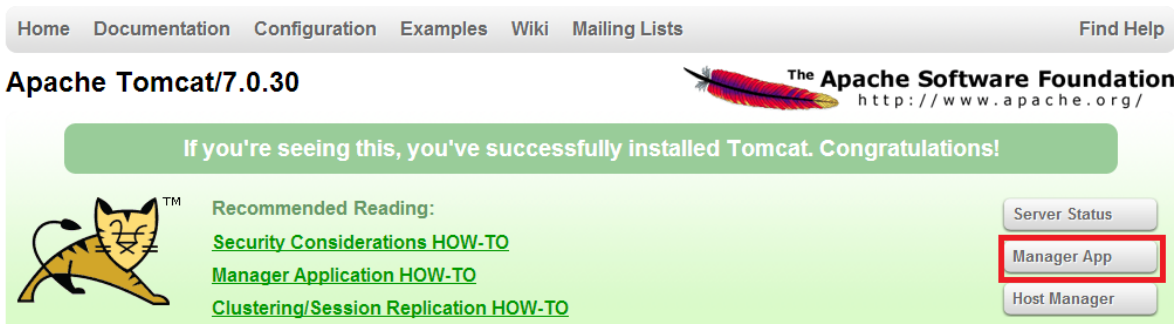 Home Documentation Configuration Examples Wiki Mailing Lists Find Help
Apache Tomcat/7.0.30
The Apache Software Foundation
http://www.apache.org/
If you're seeing this, you've successfully installed Tomcat. Congratulations!
TM
Recommended Reading:
Security Considerations HOW-TO
Manager Application HOW-TO
Clustering/Session Replication HOW-TO
Server Status
Manager App
Host Manager